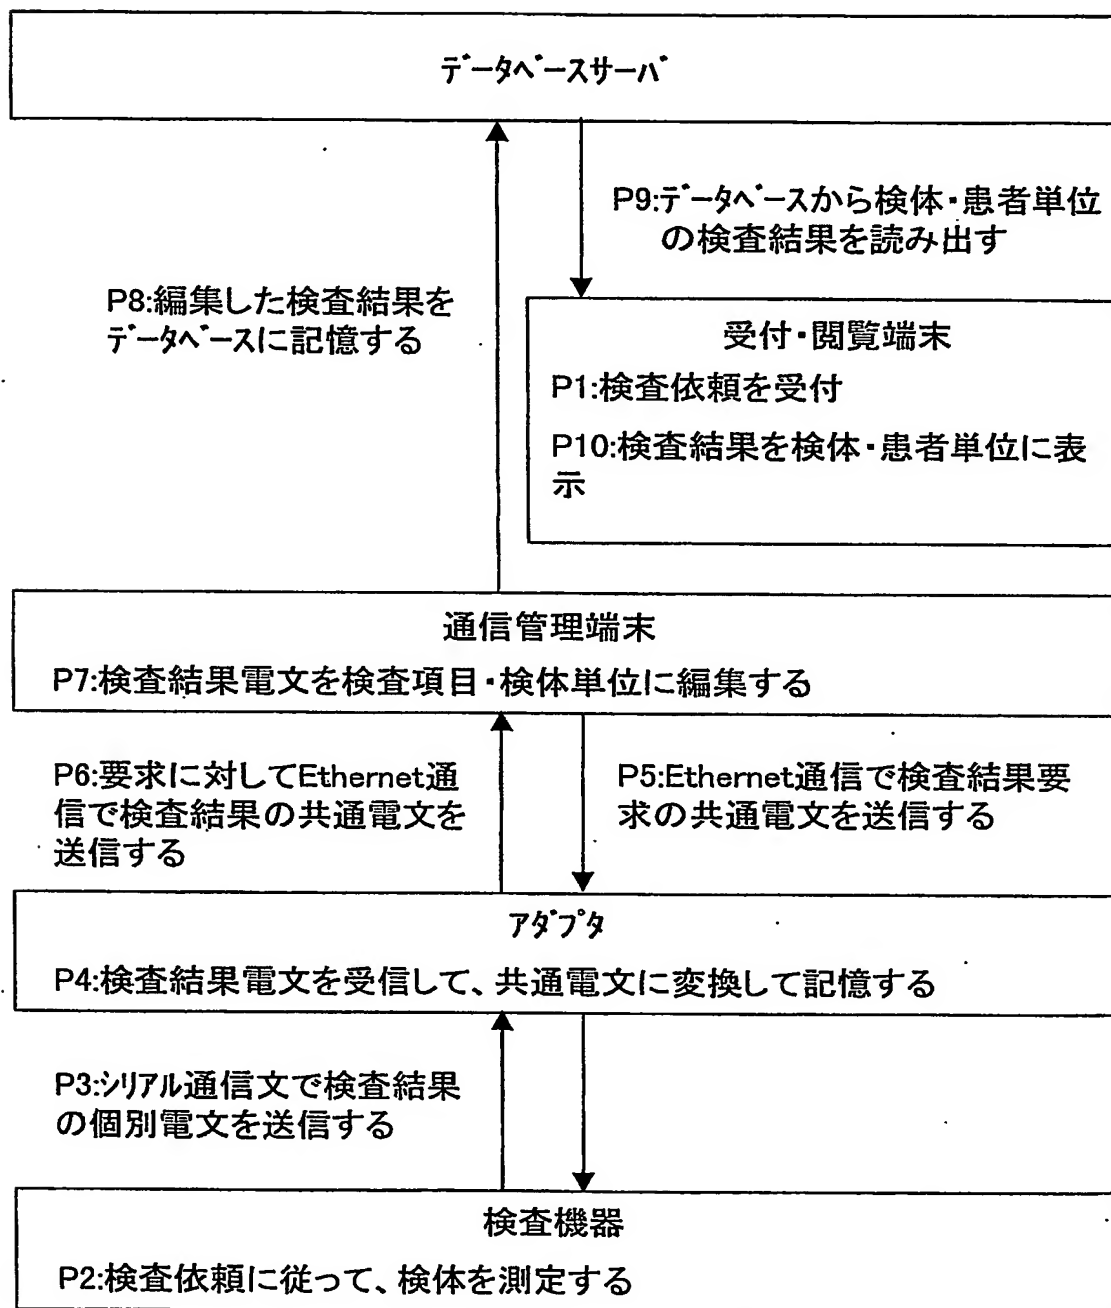 ﾃﾞｰﾀﾍﾞｰｽサーバ
P9:ﾃﾞｰﾀﾍﾞｰｽから検体・患者単位
の検査結果を読み出す
P8:編集した検査結果を
ﾃﾞｰﾀﾍﾞｰｽに記憶する
受付・閲覧端末
P1:検査依頼を受付
P10:検査結果を検体・患者単位に表
示
通信管理端末
P7:検査結果電文を検査項目・検体単位に編集する
P6:要求に対してEthernet通
信で検査結果の共通電文を
送信する
P5:Ethernet通信で検査結果要
求の共通電文を送信する
ｱﾀﾞﾌﾟﾀ
P4:検査結果電文を受信して、共通電文に変換して記憶する
P3:ｼﾘｱﾙ通信文で検査結果
の個別電文を送信する
検査機器
P2:検査依頼に従って、検体を測定する